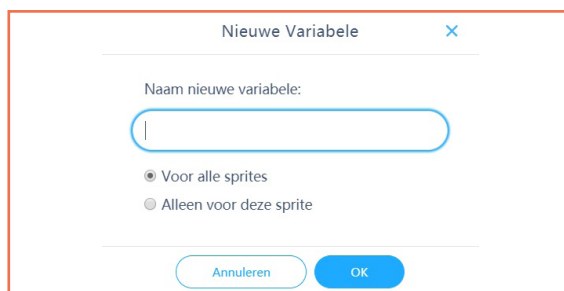 Nieuwe Variabele
Naam nieuwe variabele:
Voor alle sprites
Alleen voor deze sprite
Annuleren OK